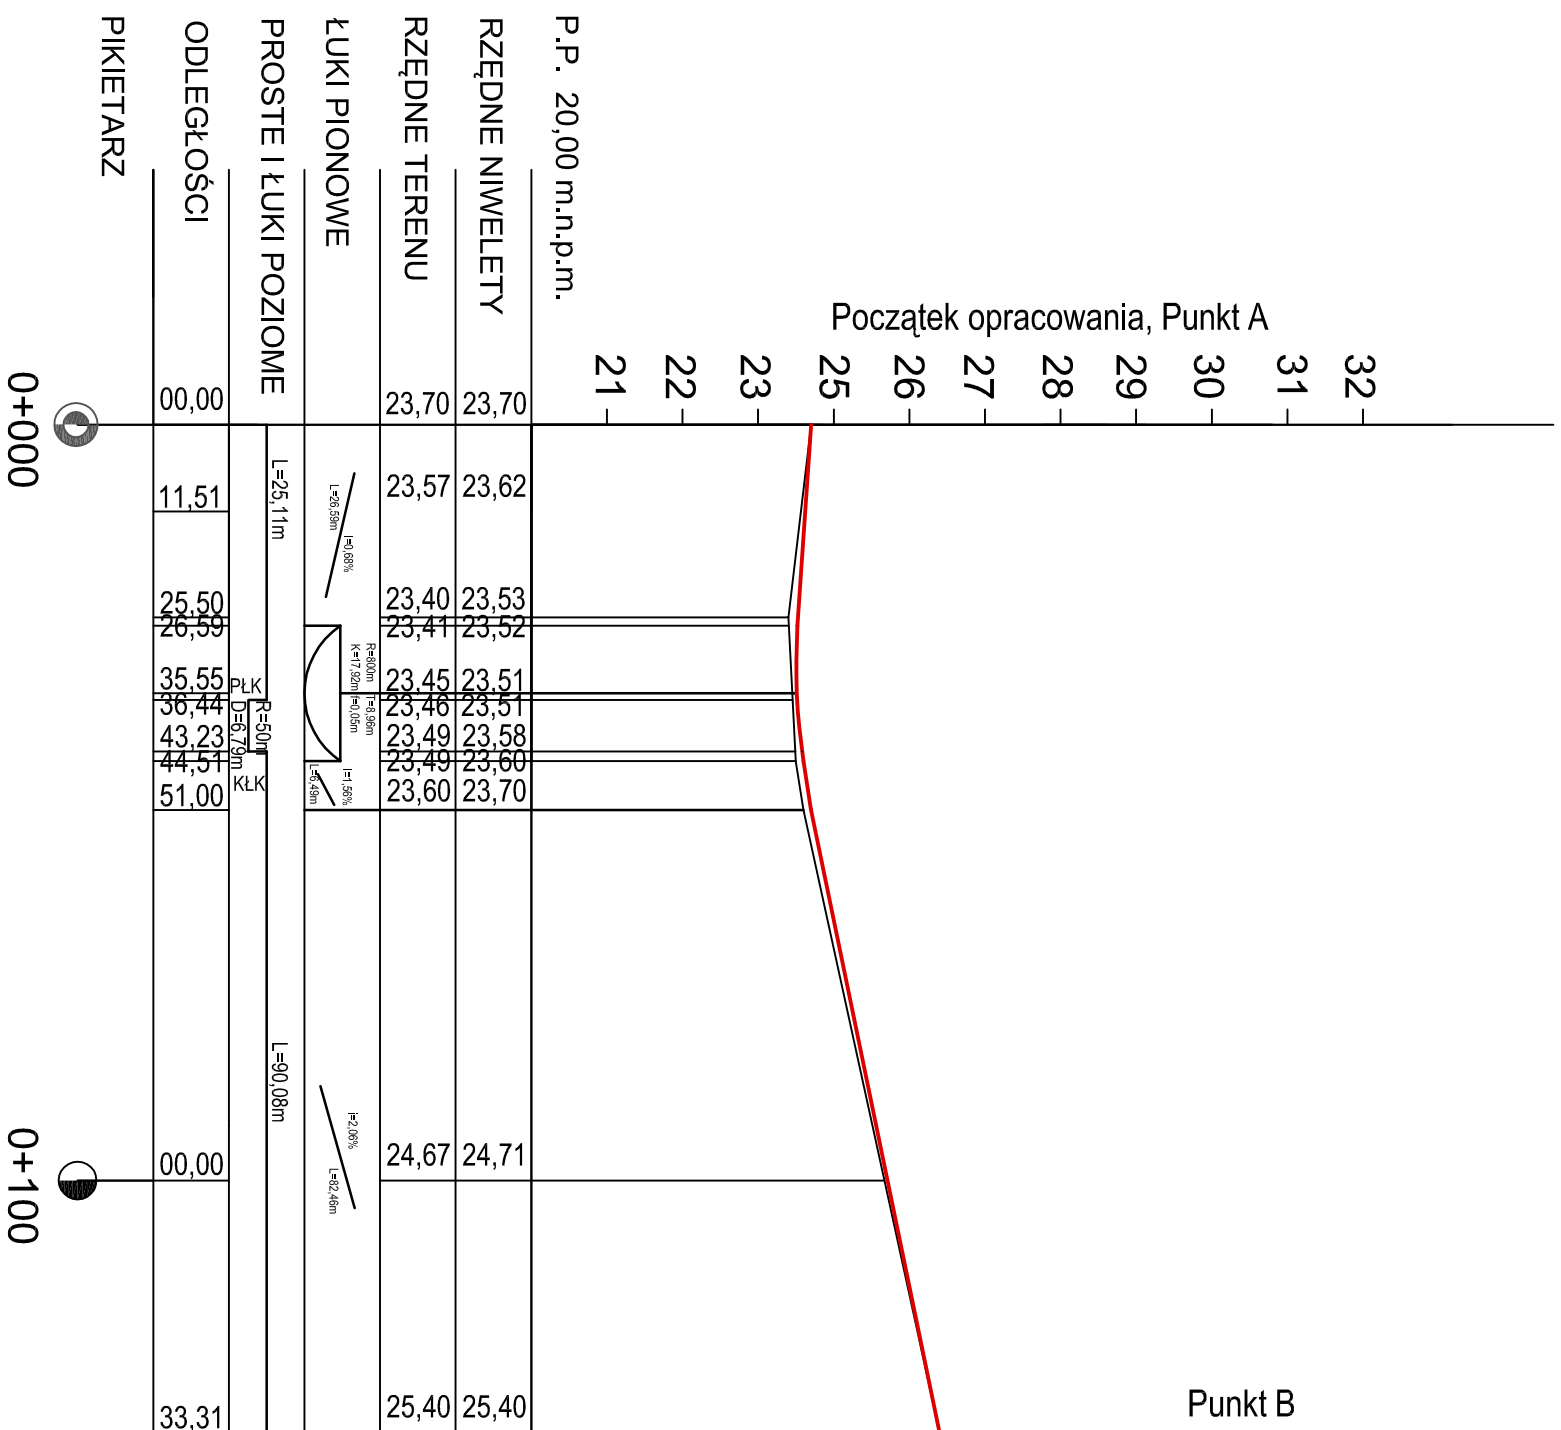 Początek opracowania, Punkt A
32
31
30
29
28
27
26
25
23
22
21
P.P. 20,00 m.n.p.m.
RZĘDNE NIWELETY
23,70
23,62
23,53
23,52
23,51
23,51
23,58
23,60
23,70
24,71
25,40
RZĘDNE TERENU
23,70
23,57
23,40
23,41
23,45
23,46
23,49
23,49
23,60
24,67
25,40
ŁUKI PIONOWE
L=26,59m
I=0,68%
R=800m
T=8,96m
K=17,92m
f=0,05m
I=1,56%
L=6,49m
i=2,06%
L=82,46m
PROSTE I ŁUKI POZIOME
L=25,11m
PŁK
R=50m
D=6,79m
KŁK
L=90,08m
ODLEGŁOŚCI
00,00
11,51
25,50
26,59
35,55
36,44
43,23
44,51
51,00
00,00
33,31
PIKIETARZ
0+000
0+100
Punkt B